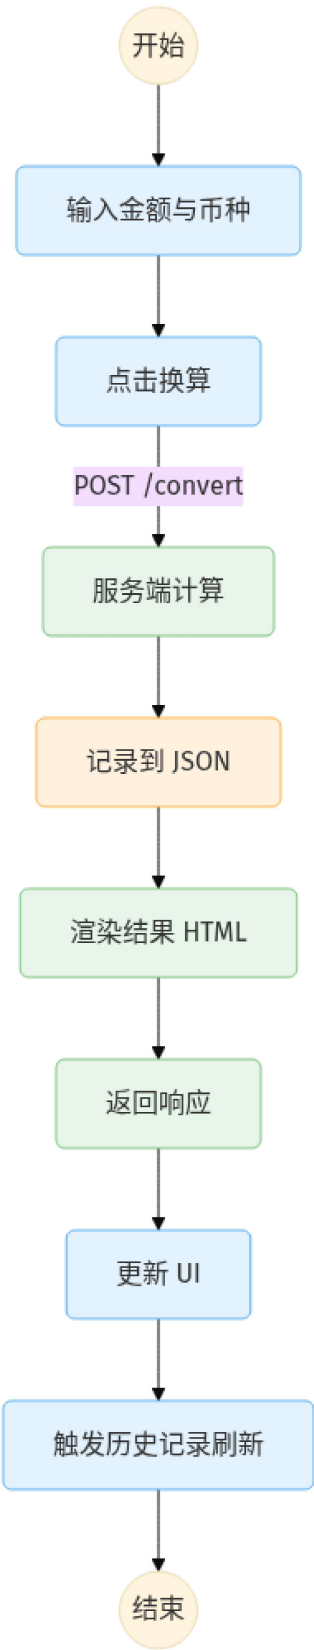 开始
输入金额与币种
点击换算
POST /convert
服务端计算
记录到 JSON
渲染结果 HTML
返回响应
更新 UI
触发历史记录刷新
结束